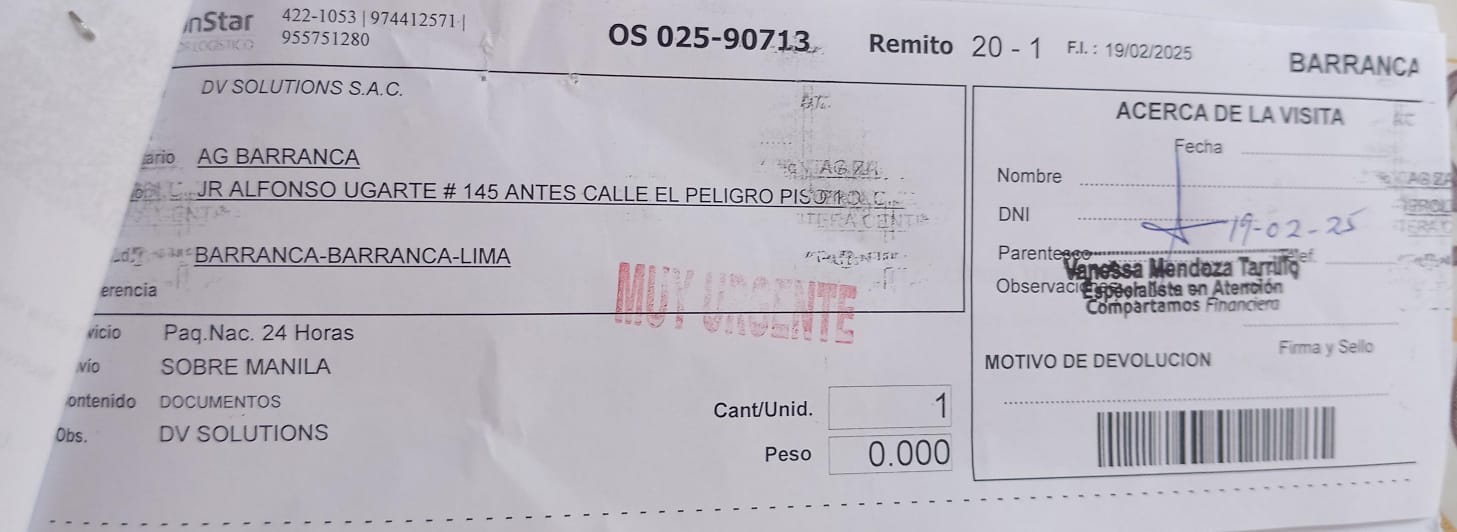 nStar
422-1053 | 974412571 |
955751280
OS 025-90713
Remito 20 - 1
F.I. : 19/02/2025
BARRANCA
DV SOLUTIONS S.A.C.
ario AG BARRANCA
JR ALFONSO UGARTE # 145 ANTES CALLE EL PELIGRO
BARRANCA-BARRANCA-LIMA
erencia
MUY URGENTE
vicio Paq.Nac. 24 Horas
vío SOBRE MANILA
ontenido DOCUMENTOS
Obs. DV SOLUTIONS
Cant/Unid. 1
Peso 0.000
ACERCA DE LA VISITA
Fecha
Nombre
DNI
19-02-25
Parentesco
Vanessa Mendoza Tarrillo
Observaci
Especialista en Atención
Compartamos Financiera
Firma y Sello
MOTIVO DE DEVOLUCION